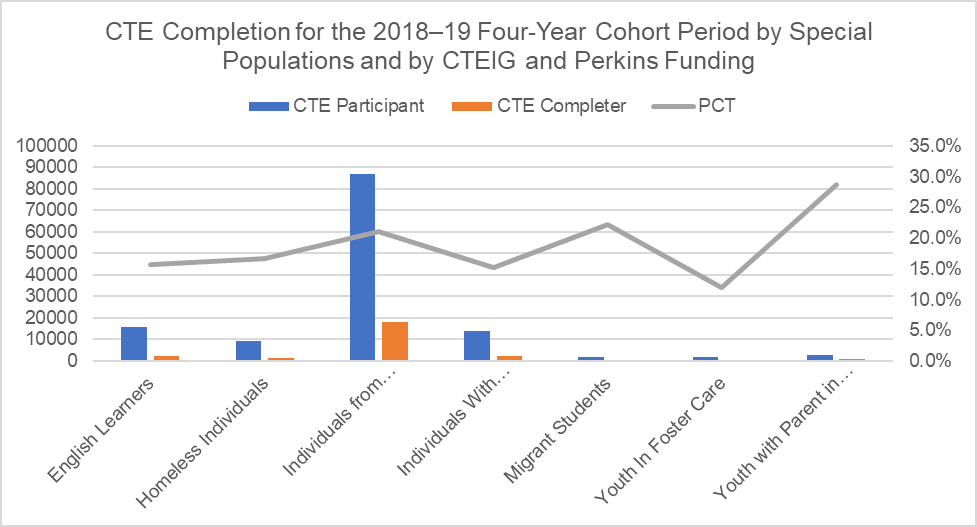 CTE Completion for the 2018–19 Four-Year Cohort Period by Special
Populations and by CTEIG and Perkins Funding
CTE Participant CTE Completer PCT
100000 35.0%
90000 30.0%
80000 25.0%
70000 20.0%
60000 15.0%
50000 10.0%
40000 5.0%
30000 0.0%
20000
10000
0
English Learners
Homeless Individuals
Individuals from...
Individuals With...
Migrant Students
Youth In Foster Care
Youth with Parent in...